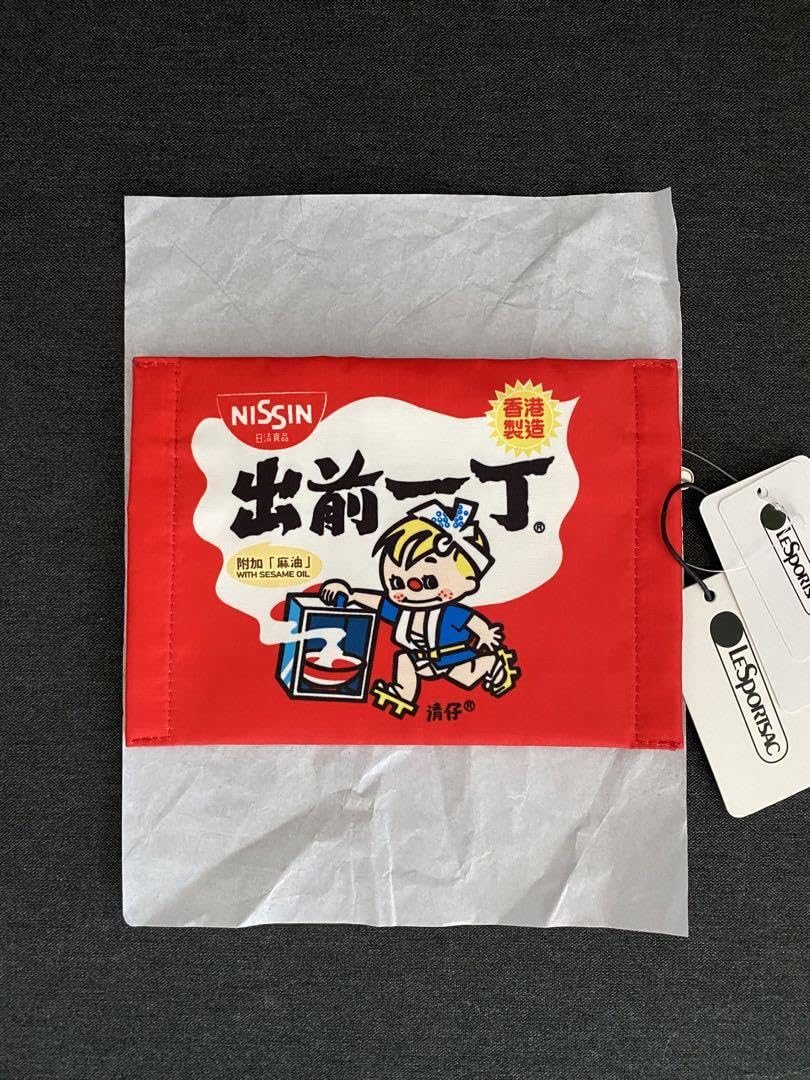 NISSIN
日清食品
香港
製造
出前一丁®
附加「麻油」
WITH SESAME OIL
清仔®
LESPORTSAC
LESPORTS